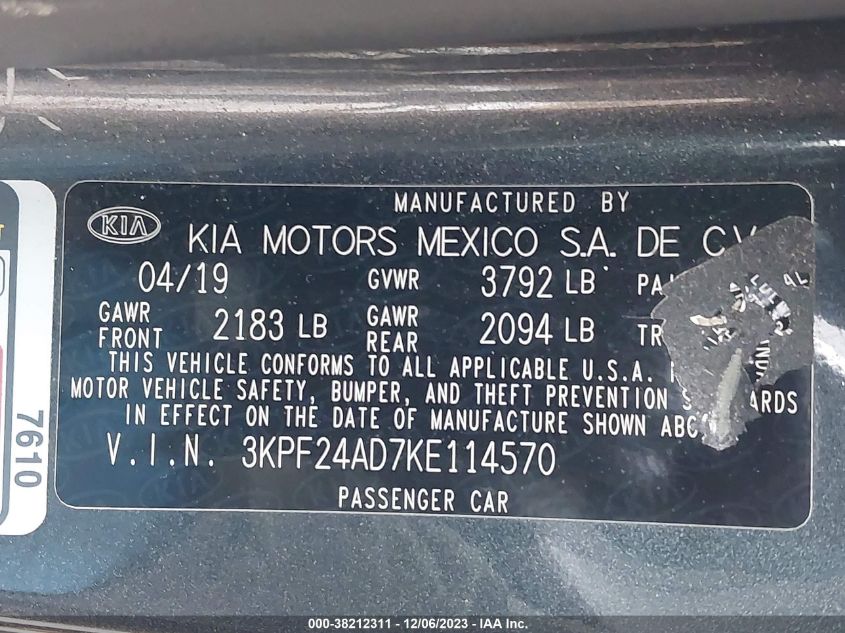 MANUFACTURED BY
KIA KIA MOTORS MEXICO S.A. DE C.V.
04/19 GVWR 3792 LB
GAWR FRONT 2183 LB GAWR REAR 2094 LB
THIS VEHICLE CONFORMS TO ALL APPLICABLE U.S.A.
MOTOR VEHICLE SAFETY, BUMPER, AND THEFT PREVENTION
IN EFFECT ON THE DATE OF MANUFACTURE SHOWN
V.I.N. 3KPF24AD7KE114570
PASSENGER CAR
7610
000-38212311 - 12/06/2023 - IAA Inc.